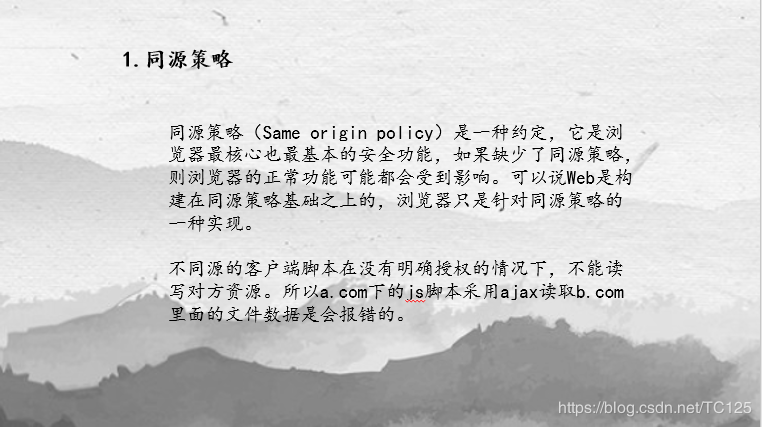 1.同源策略
同源策略（Same origin policy）是一种约定，它是浏
览器最核心也最基本的安全功能，如果缺少了同源策略，
则浏览器的正常功能可能都会受到影响。可以说Web是构
建在同源策略基础之上的，浏览器只是针对同源策略的
一种实现。
不同源的客户端脚本在没有明确授权的情况下，不能读
写对方资源。所以a.com下的js脚本采用ajax读取b.com
里面的文件数据是会报错的。
https://blog.csdn.net/TC125